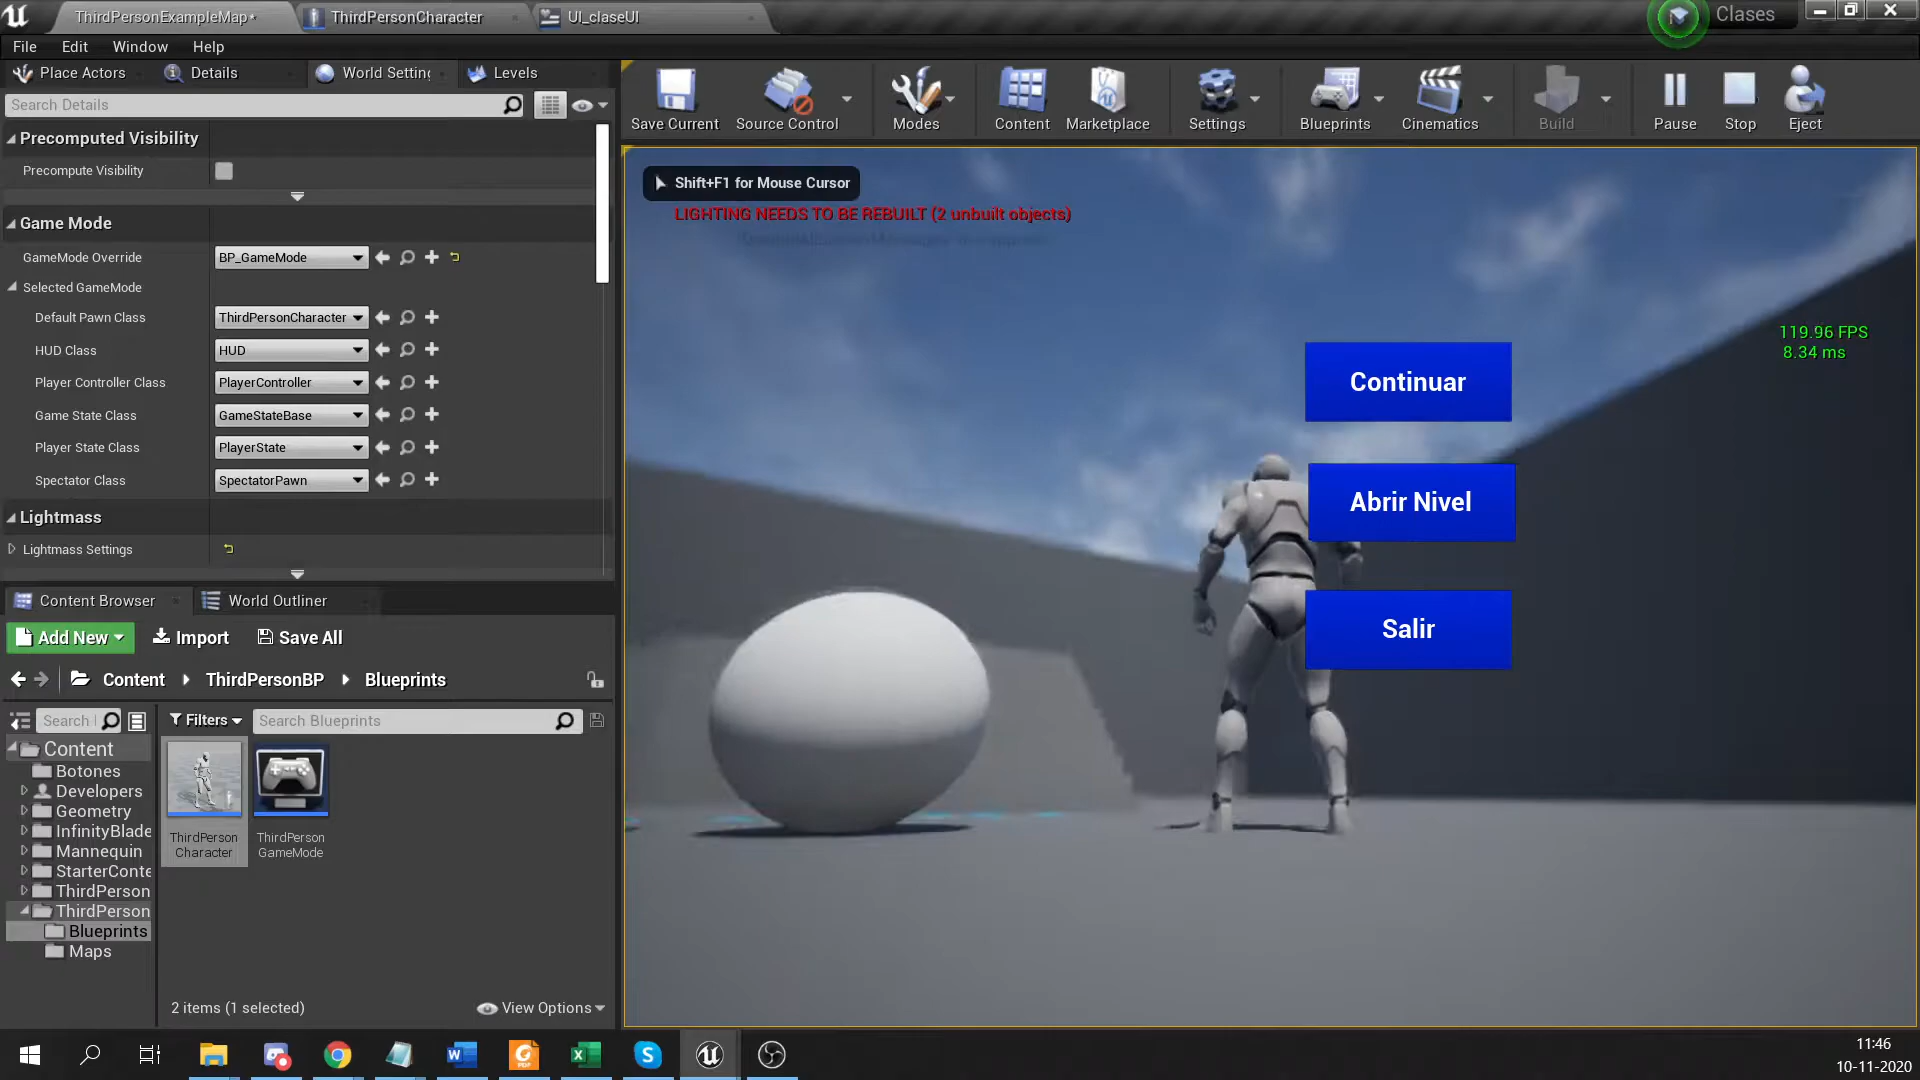 ThirdPersonExampleMap*
ThirdPersonCharacter
UI_claseUI
Clases
File Edit Window Help
Place Actors
Details
World Setting
Levels
Search Details
Precomputed Visibility
Precompute Visibility
Game Mode
GameMode Override BP_GameMode
Selected GameMode
Default Pawn Class ThirdPersonCharacter
HUD Class HUD
Player Controller Class PlayerController
Game State Class GameStateBase
Player State Class PlayerState
Spectator Class SpectatorPawn
Lightmass
Lightmass Settings
Save Current
Source Control
Modes
Content
Marketplace
Settings
Blueprints
Cinematics
Build
Pause
Stop
Eject
Shift+F1 for Mouse Cursor
LIGHTING NEEDS TO BE REBUILT (2 unbuilt objects)
119.96 FPS
8.34 ms
Continuar
Abrir Nivel
Salir
Content Browser
World Outliner
Add New
Import
Save All
Content
ThirdPersonBP
Blueprints
Search
Filters
Search Blueprints
Content
Botones
Developers
Geometry
InfinityBlade
Mannequin
StarterConte
ThirdPerson
ThirdPerson
Blueprints
Maps
ThirdPerson
Character
ThirdPerson
GameMode
2 items (1 selected)
View Options
11:46
10-11-2020